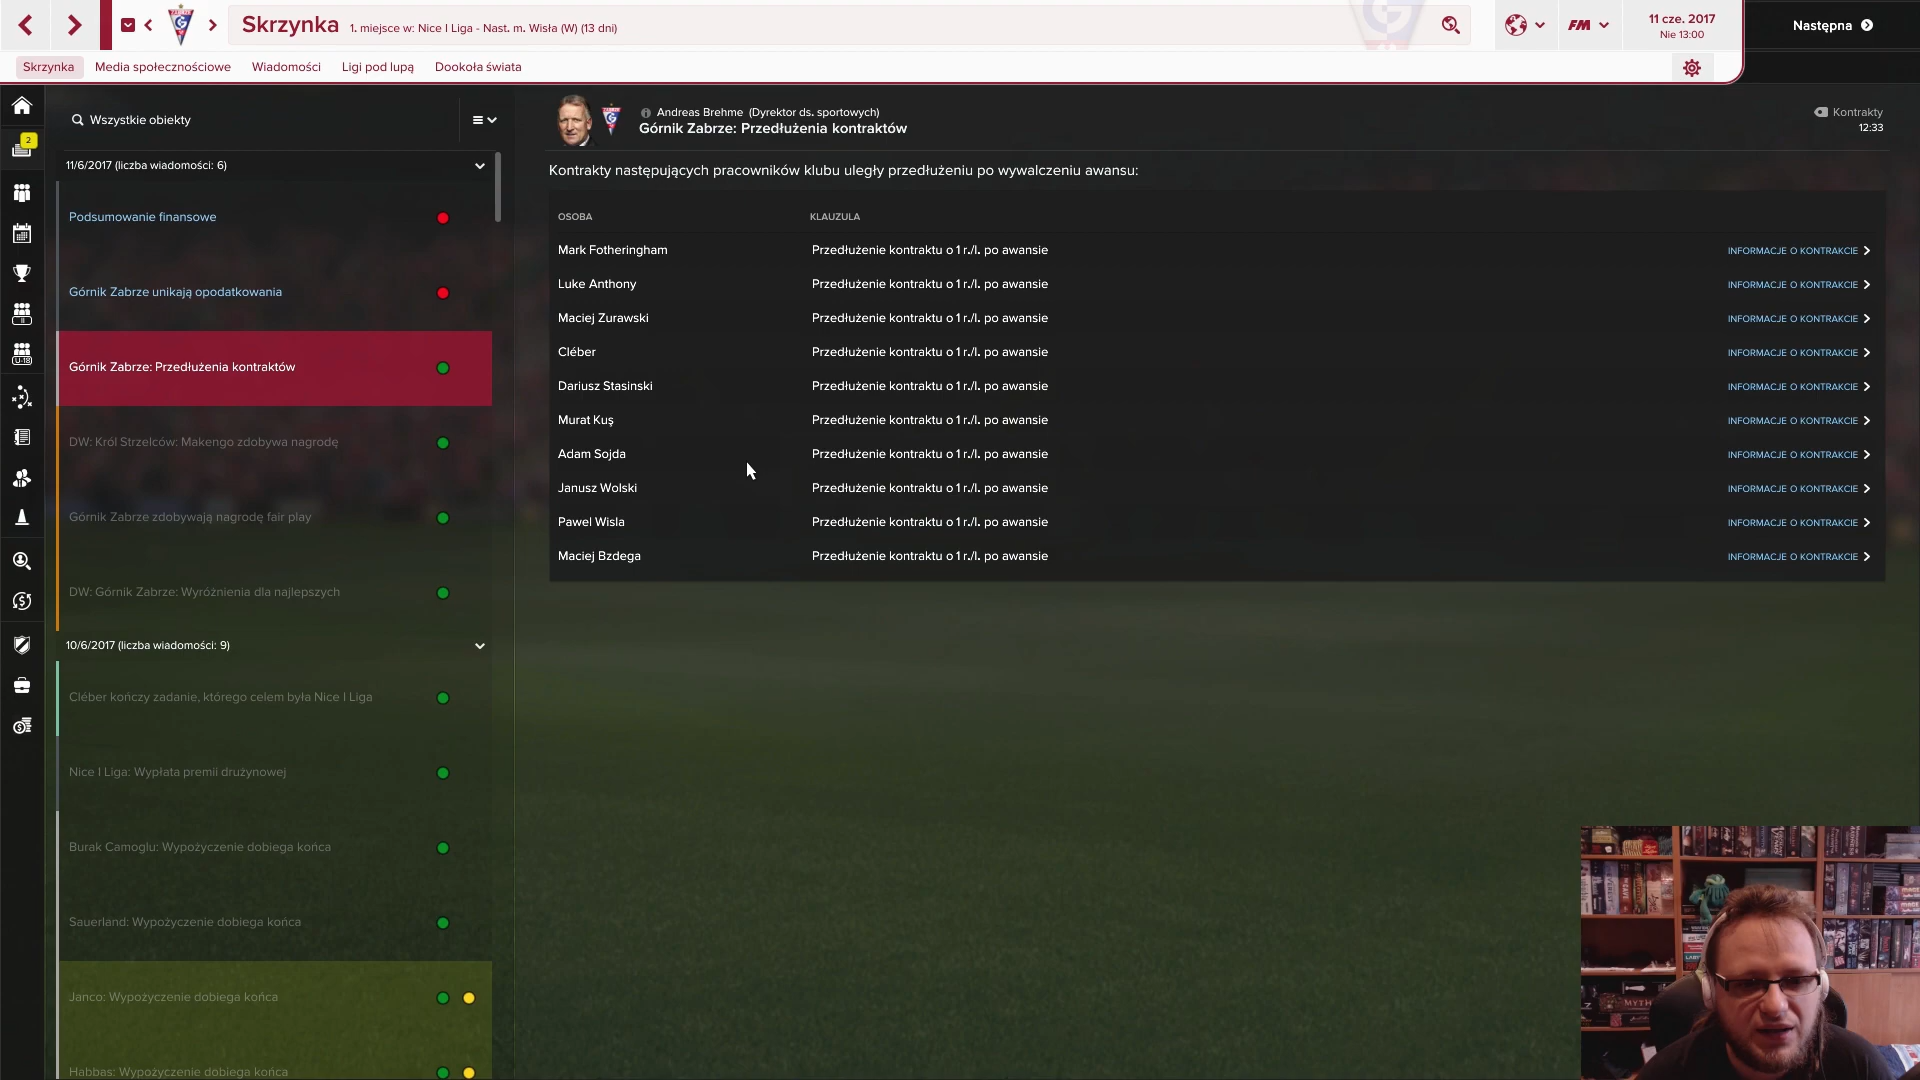 Skrzynka
1. miejsce w: Nice I Liga - Nast. m. Wisła (W) (13 dni)
FM
11 cze. 2017
Nie 13:00
Następna
Skrzynka
Media społecznościowe
Wiadomości
Ligi pod lupą
Dookoła świata
2
U-18
Wszystkie obiekty
11/6/2017 (liczba wiadomości: 6)
Podsumowanie finansowe
Górnik Zabrze unikają opodatkowania
Górnik Zabrze: Przedłużenia kontraktów
DW: Król Strzelców: Makengo zdobywa nagrodę
Górnik Zabrze zdobywają nagrodę fair play
DW: Górnik Zabrze: Wyróżnienia dla najlepszych
10/6/2017 (liczba wiadomości: 9)
Cléber kończy zadanie, którego celem była Nice I Liga
Nice I Liga: Wypłata premii drużynowej
Burak Camoglu: Wypożyczenie dobiega końca
Sauerland: Wypożyczenie dobiega końca
Janco: Wypożyczenie dobiega końca
Habbas: Wypożyczenie dobiega końca
Andreas Brehme (Dyrektor ds. sportowych)
Górnik Zabrze: Przedłużenia kontraktów
Kontrakty
12:33
Kontrakty następujących pracowników klubu uległy przedłużeniu po wywalczeniu awansu:
OSOBA KLAUZULA
Mark Fotheringham Przedłużenie kontraktu o 1 r./l. po awansie INFORMACJE O KONTRAKCIE
Luke Anthony Przedłużenie kontraktu o 1 r./l. po awansie INFORMACJE O KONTRAKCIE
Maciej Zurawski Przedłużenie kontraktu o 1 r./l. po awansie INFORMACJE O KONTRAKCIE
Cléber Przedłużenie kontraktu o 1 r./l. po awansie INFORMACJE O KONTRAKCIE
Dariusz Stasinski Przedłużenie kontraktu o 1 r./l. po awansie INFORMACJE O KONTRAKCIE
Murat Kuş Przedłużenie kontraktu o 1 r./l. po awansie INFORMACJE O KONTRAKCIE
Adam Sojda Przedłużenie kontraktu o 1 r./l. po awansie INFORMACJE O KONTRAKCIE
Janusz Wolski Przedłużenie kontraktu o 1 r./l. po awansie INFORMACJE O KONTRAKCIE
Pawel Wisla Przedłużenie kontraktu o 1 r./l. po awansie INFORMACJE O KONTRAKCIE
Maciej Bzdega Przedłużenie kontraktu o 1 r./l. po awansie INFORMACJE O KONTRAKCIE